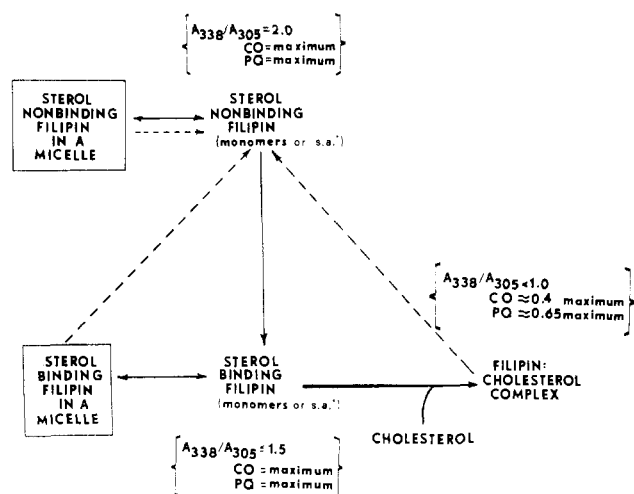 A338/A305=2.0
CO=maximum
PQ=maximum
STEROL
NONBINDING
FILIPIN
IN A
MICELLE
STEROL
NONBINDING
FILIPIN
(monomers or s.a.*)
A338/A305<1.0
CO≈0.4 maximum
PQ≈0.65 maximum
STEROL
BINDING
FILIPIN
IN A
MICELLE
STEROL
BINDING
FILIPIN
(monomers or s.a.*)
FILIPIN:
CHOLESTEROL
COMPLEX
CHOLESTEROL
A338/A305=1.5
CO=maximum
PQ=maximum